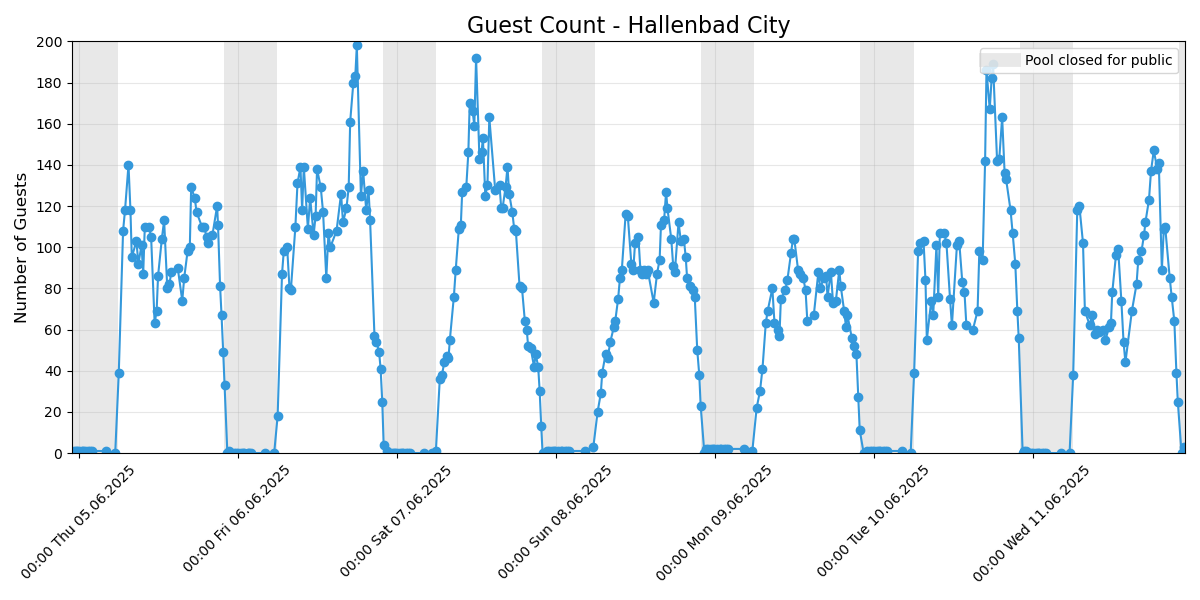 Guest Count - Hallenbad City
Number of Guests
200
180
160
140
120
100
80
60
40
20
0
Pool closed for public
00:00 Thu 05.06.2025
00:00 Fri 06.06.2025
00:00 Sat 07.06.2025
00:00 Sun 08.06.2025
00:00 Mon 09.06.2025
00:00 Tue 10.06.2025
00:00 Wed 11.06.2025